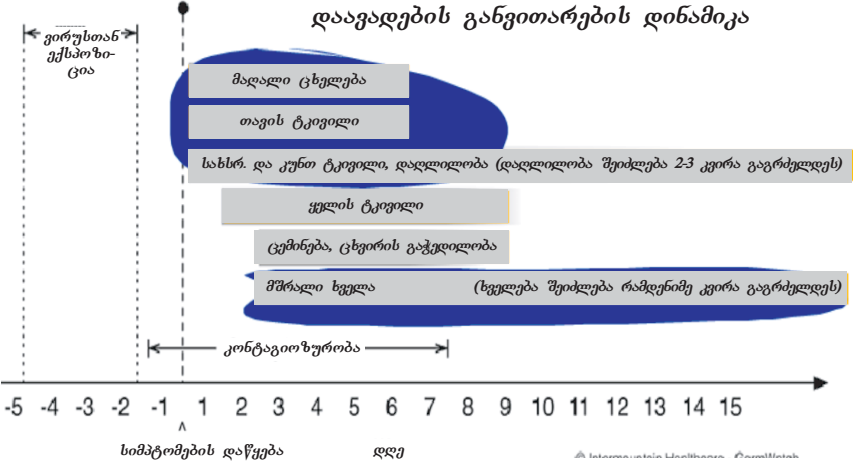 დაავადების განვითარების დინამიკა
ვირუსთან
ექსპოზი-
ცია
მაღალი ცხელება
თავის ტკივილი
სახსრ. და კუნთ ტკივილი, დაღლილობა (დაღლილობა შეიძლება 2-3 კვირა გაგრძელდეს)
ყელის ტკივილი
ცემინება, ცხვირის გაჭედილობა
მშრალი ხველა (ხველება შეიძლება რამდენიმე კვირა გაგრძელდეს)
კონტაგიოზურობა
-5 -4 -3 -2 -1 1 2 3 4 5 6 7 8 9 10 11 12 13 14 15
სიმპტომების დაწყება დღე
© Intermountain Healthcare GermWatch